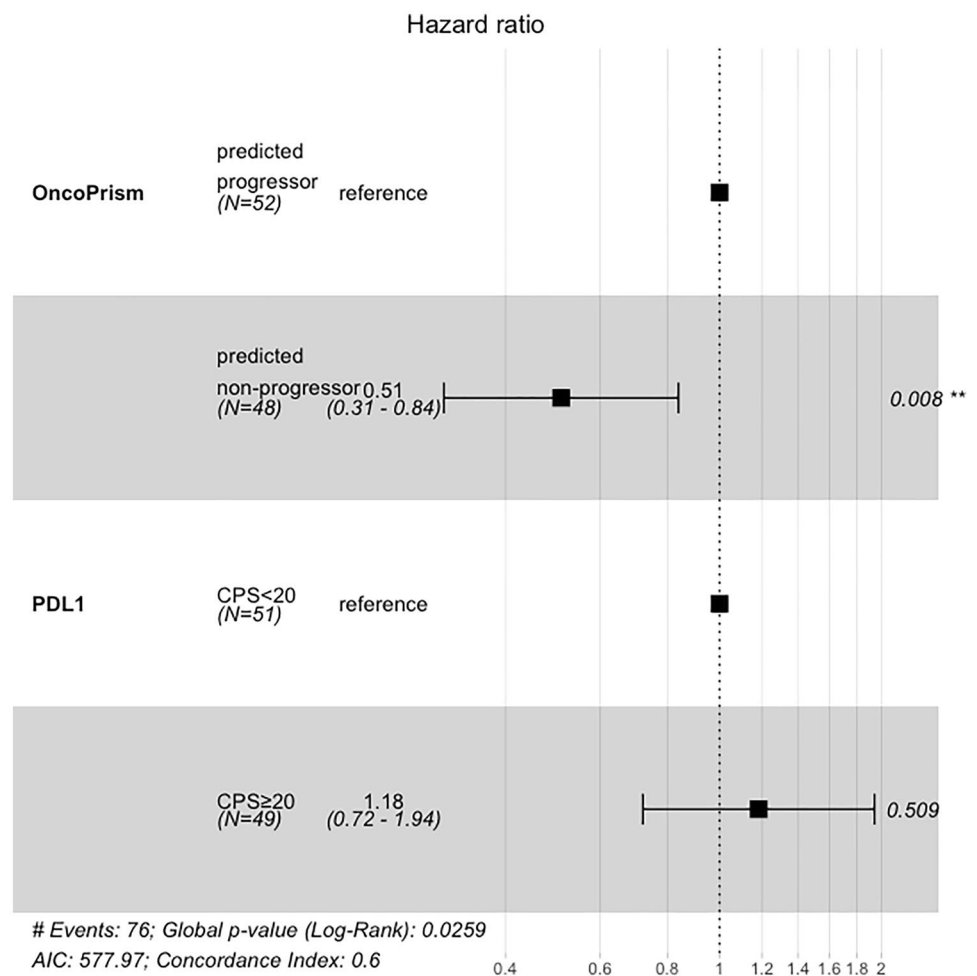 Hazard ratio
predicted
OncoPrism progressor reference
(N=52)
predicted
non-progressor 0.51
(N=48) (0.31 - 0.84) 0.008 **
PDL1 CPS<20 reference
(N=51)
CPS≥20 1.18
(N=49) (0.72 - 1.94) 0.509
# Events: 76; Global p-value (Log-Rank): 0.0259
AIC: 577.97; Concordance Index: 0.6
0.4 0.6 0.8 1 1.2 1.4 1.6 1.8 2